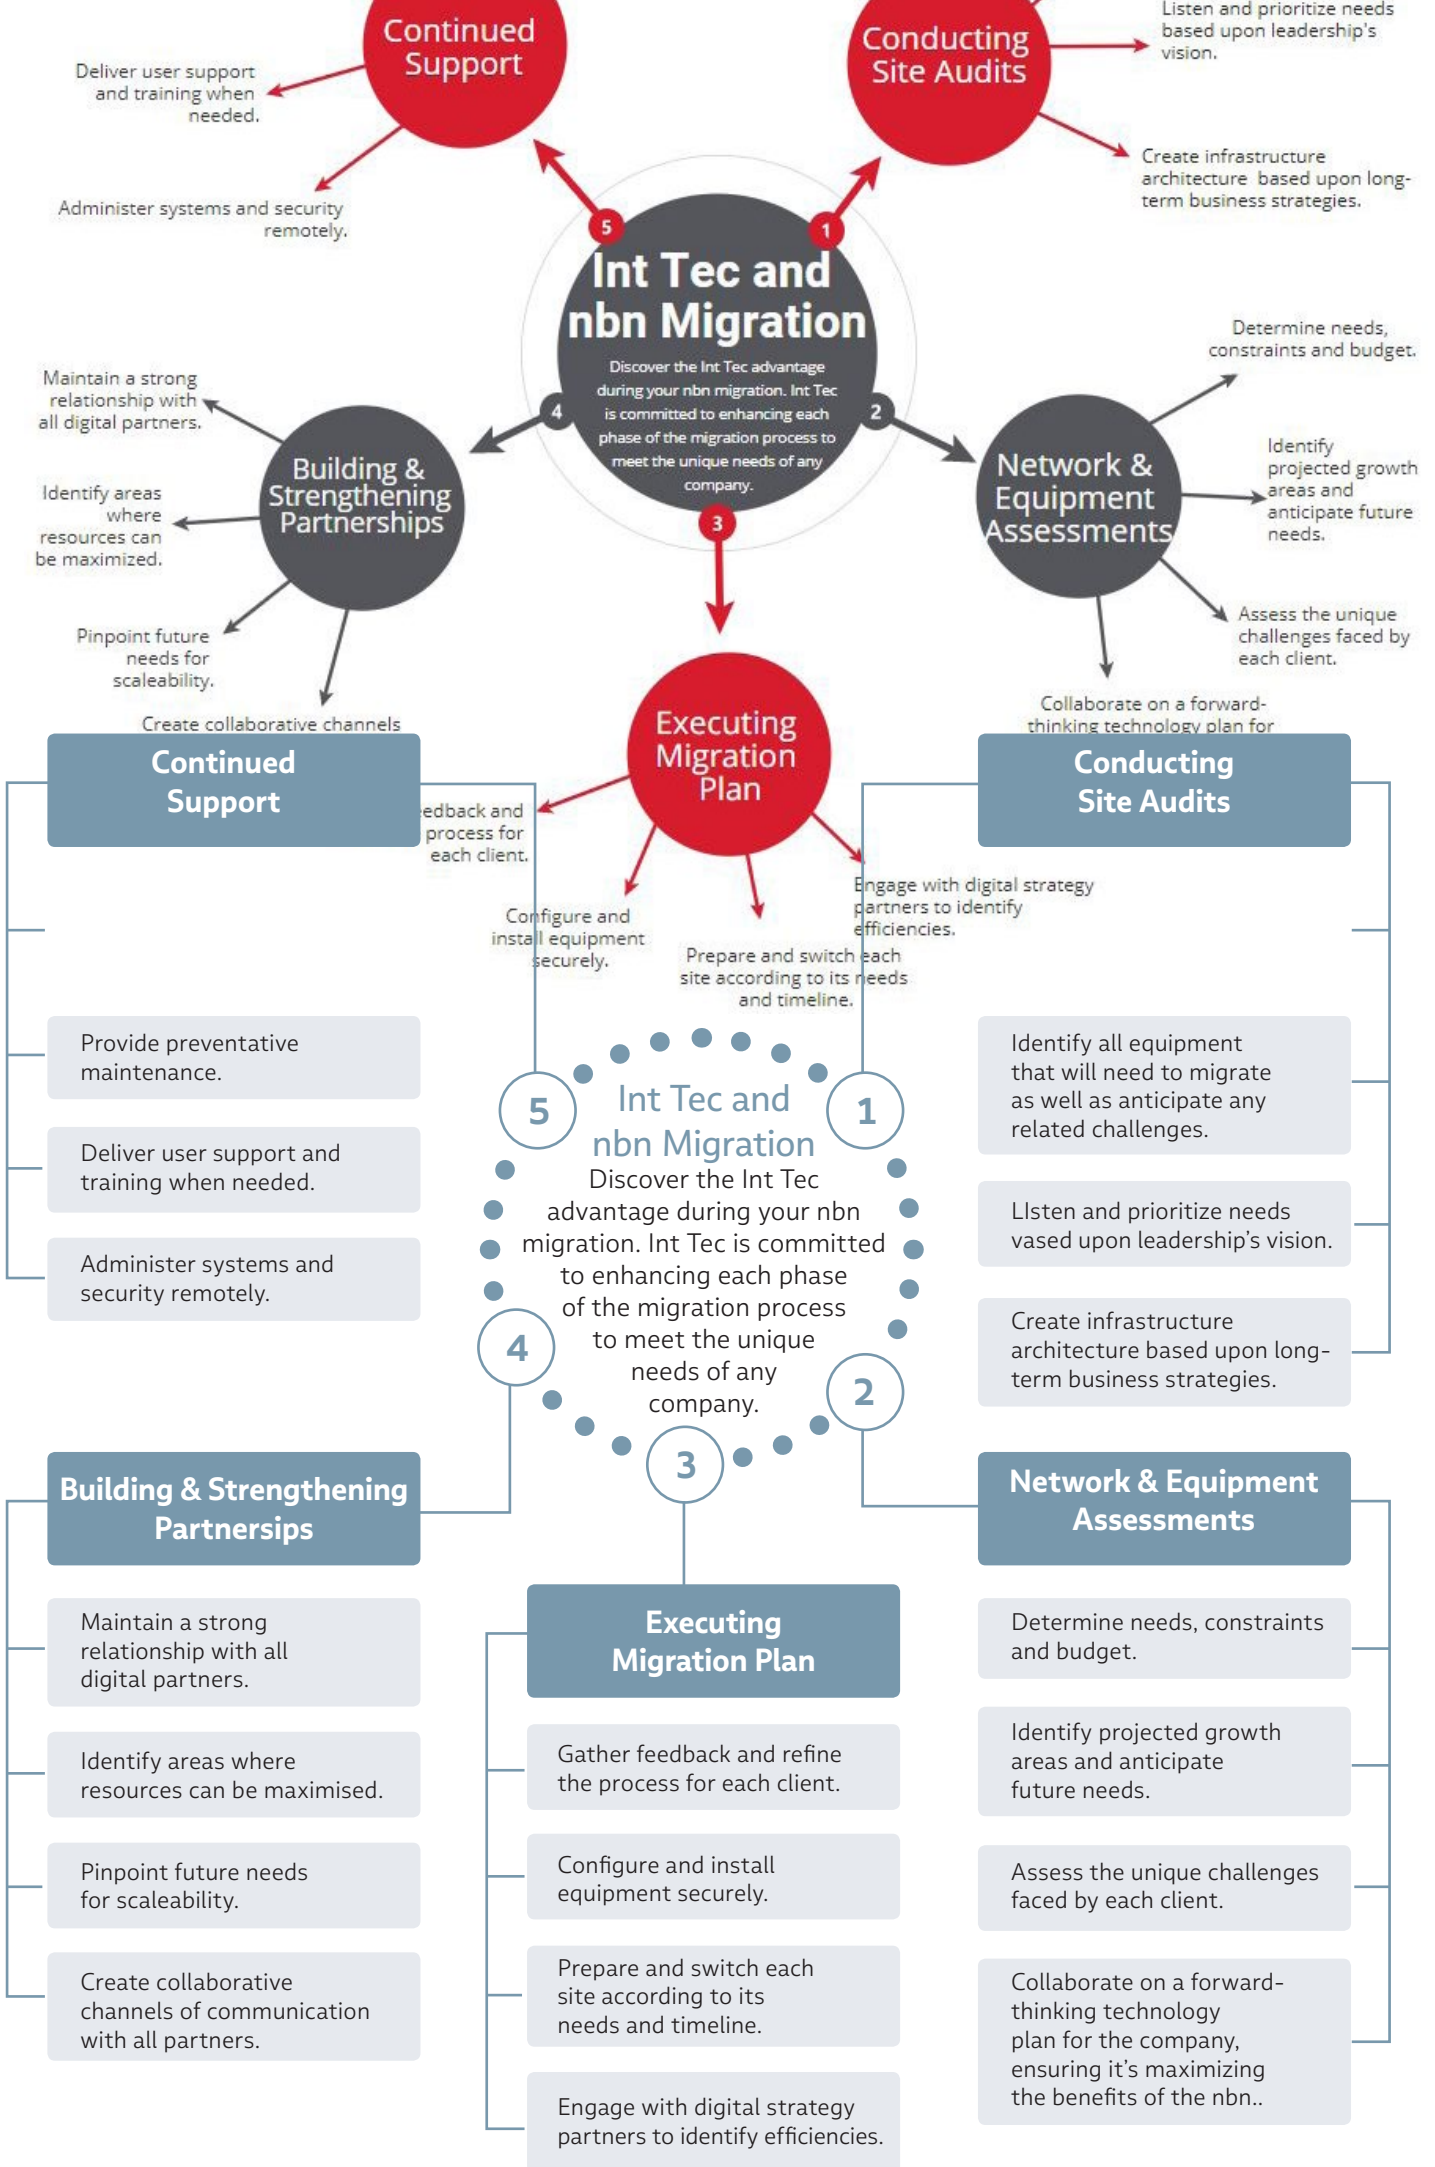 Continued
Support
Deliver user support
and training when
needed.
Administer systems and security
remotely.
Conducting
Site Audits
Listen and prioritize needs
based upon leadership's
vision.
Create infrastructure
architecture based upon long-
term business strategies.
5
1
Int Tec and
nbn Migration
Discover the Int Tec advantage
during your nbn migration. Int Tec
is committed to enhancing each
phase of the migration process to
meet the unique needs of any
company.
4
2
3
Maintain a strong
relationship with
all digital partners.
Identify areas
where
resources can
be maximized.
Pinpoint future
needs for
scaleability.
Create collaborative channels
Building &
Strengthening
Partnerships
Network &
Equipment
Assessments
Determine needs,
constraints and budget.
Identify
projected growth
areas and
anticipate future
needs.
Assess the unique
challenges faced by
each client.
Collaborate on a forward-
thinking technology plan for
Executing
Migration
Plan
eedback and
process for
each client.
Configure and
install equipment
securely.
Prepare and switch each
site according to its needs
and timeline.
Engage with digital strategy
partners to identify
efficiencies.
Continued
Support
Provide preventative
maintenance.
Deliver user support and
training when needed.
Administer systems and
security remotely.
Conducting
Site Audits
Identify all equipment
that will need to migrate
as well as anticipate any
related challenges.
LIsten and prioritize needs
vased upon leadership's vision.
Create infrastructure
architecture based upon long-
term business strategies.
5
1
Int Tec and
nbn Migration
Discover the Int Tec
advantage during your nbn
migration. Int Tec is committed
to enhancing each phase
of the migration process
to meet the unique
needs of any
company.
4
2
3
Building & Strengthening
Partnersips
Maintain a strong
relationship with all
digital partners.
Identify areas where
resources can be maximised.
Pinpoint future needs
for scaleability.
Create collaborative
channels of communication
with all partners.
Executing
Migration Plan
Gather feedback and refine
the process for each client.
Configure and install
equipment securely.
Prepare and switch each
site according to its
needs and timeline.
Engage with digital strategy
partners to identify efficiencies.
Network & Equipment
Assessments
Determine needs, constraints
and budget.
Identify projected growth
areas and anticipate
future needs.
Assess the unique challenges
faced by each client.
Collaborate on a forward-
thinking technology
plan for the company,
ensuring it's maximizing
the benefits of the nbn..